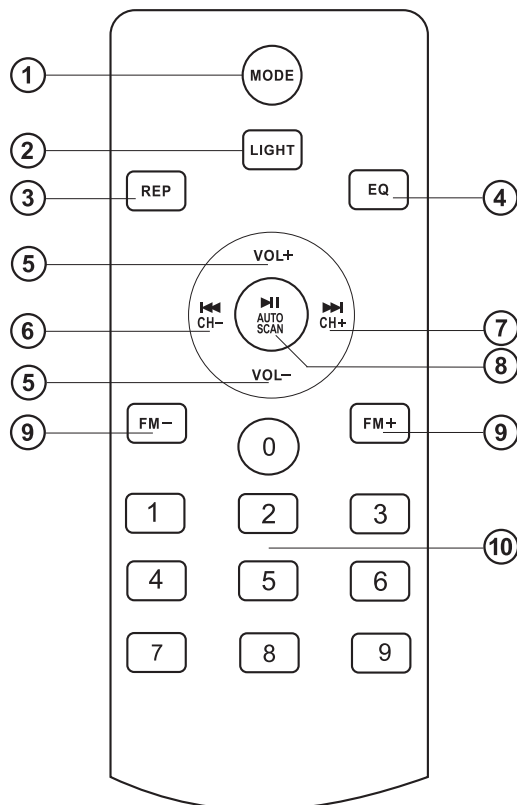 1 MODE
2 LIGHT
3 REP EQ 4
5 VOL+
6 CH- AUTO SCAN CH+ 7
8
5 VOL-
9 FM- FM+ 9
0
1 2 3
10
4 5 6
7 8 9